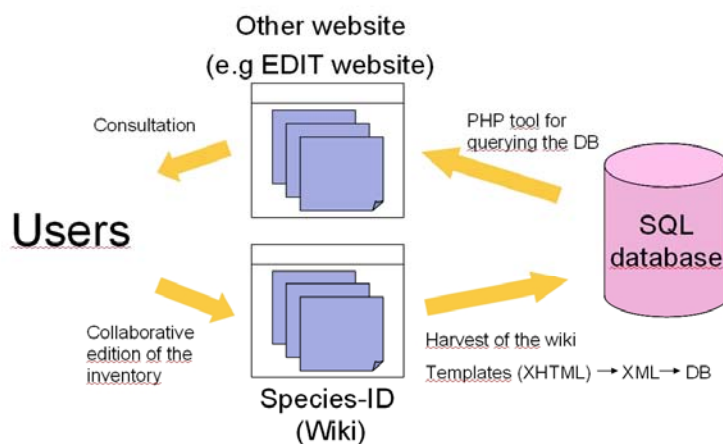 Other website
(e.g EDIT website)
Consultation
PHP tool for
querying the DB
Users
SQL
database
Collaborative
edition of the
inventory
Harvest of the wiki
Templates (XHTML) → XML → DB
Species-ID
(Wiki)